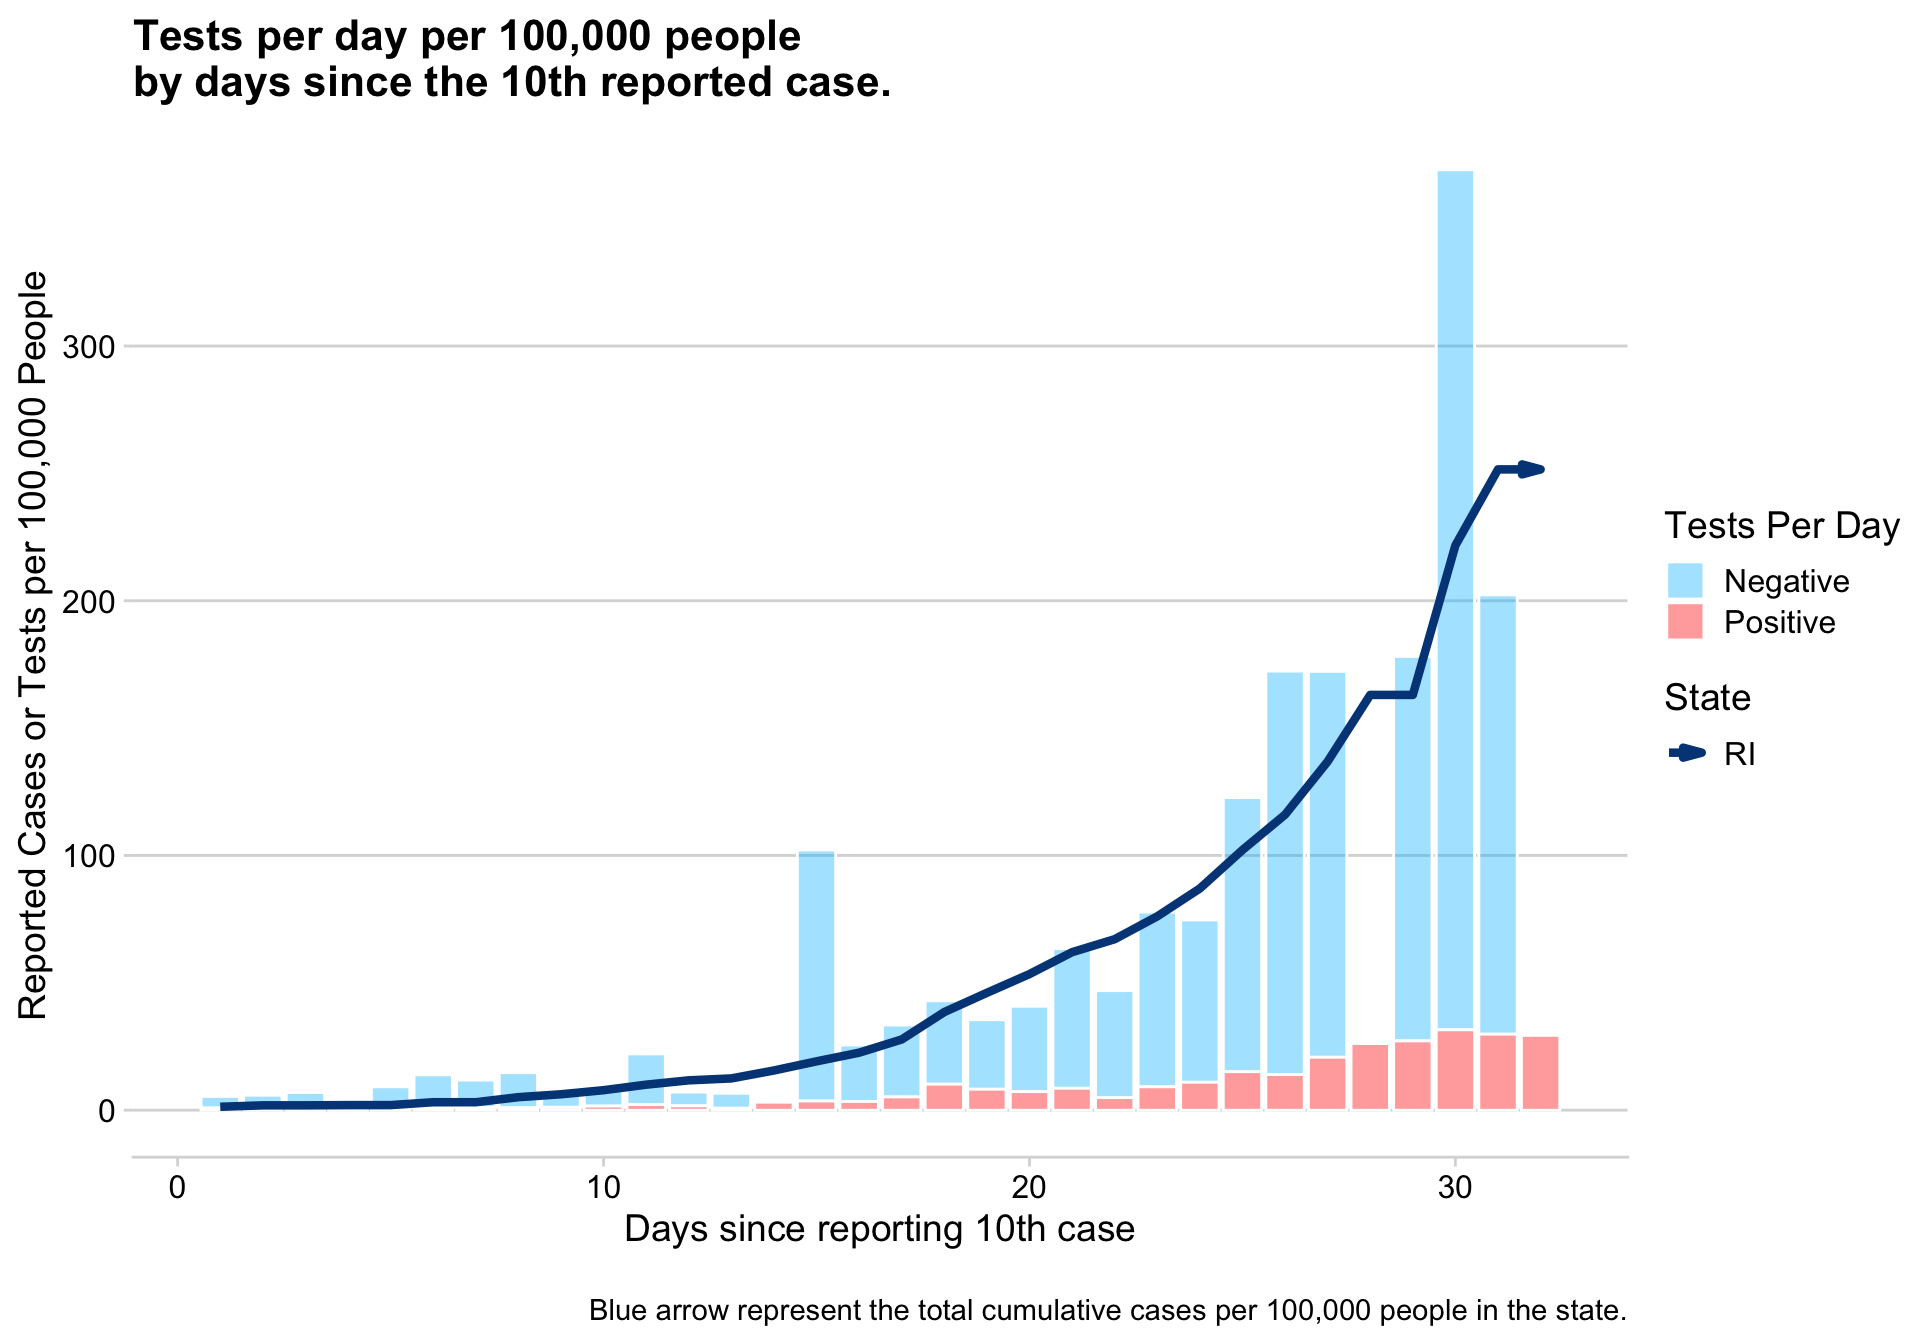 Tests per day per 100,000 people
by days since the 10th reported case.
Reported Cases or Tests per 100,000 People
300
200
100
0
0 10 20 30
Days since reporting 10th case
Tests Per Day
Negative
Positive
State
RI
Blue arrow represent the total cumulative cases per 100,000 people in the state.